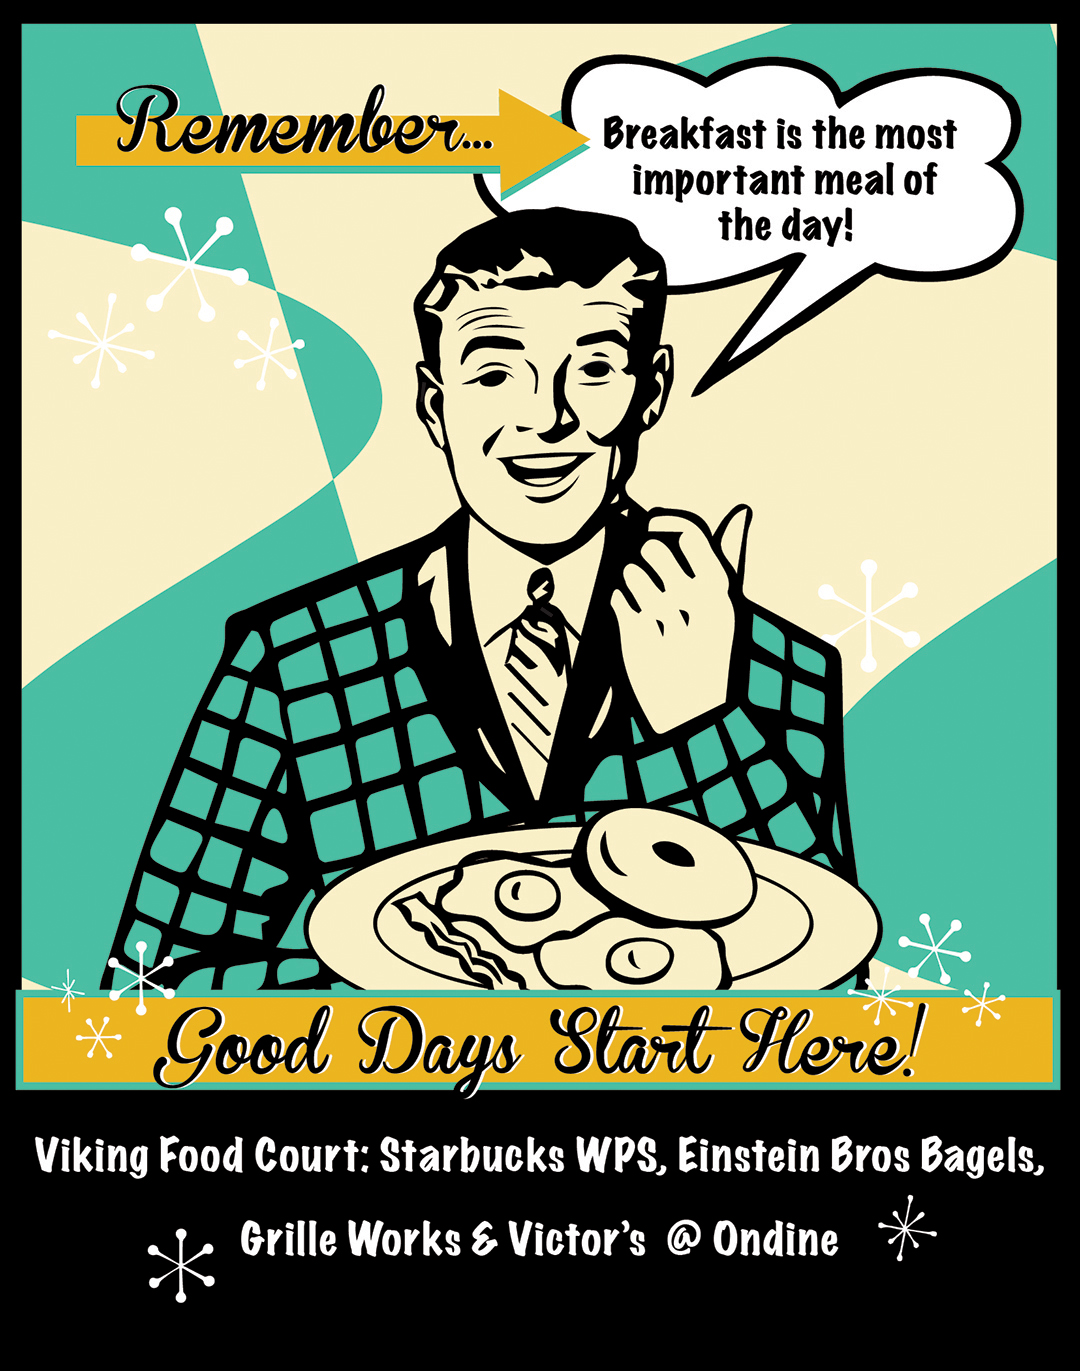 Remember...
Breakfast is the most
important meal of
the day!
Good Days Start Here!
Viking Food Court: Starbucks WPS, Einstein Bros Bagels,
Grille Works & Victor's @ Ondine